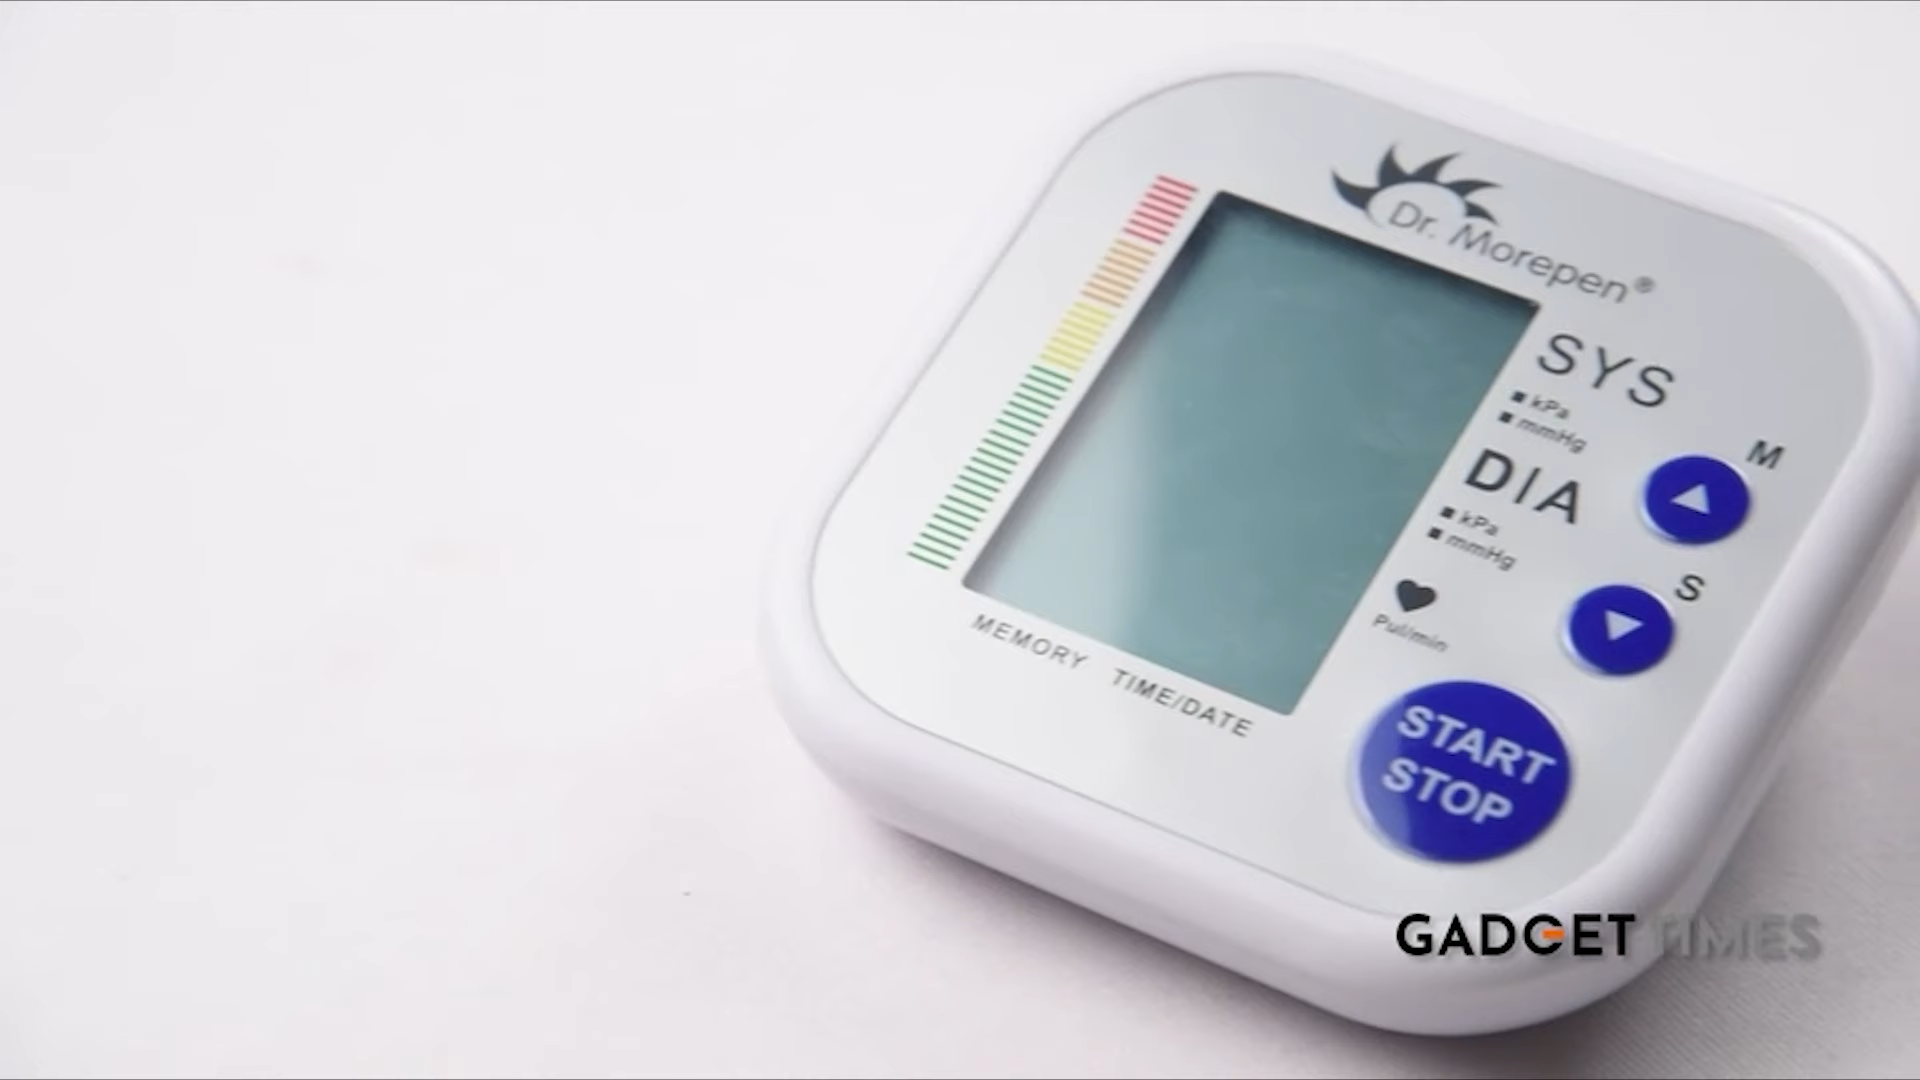 Dr. Morepen®
SYS
■ kPa
■ mmHg
M
DIA
■ kPa
■ mmHg
S
Pul/min
MEMORY TIME/DATE
START
STOP
GADGET TIMES